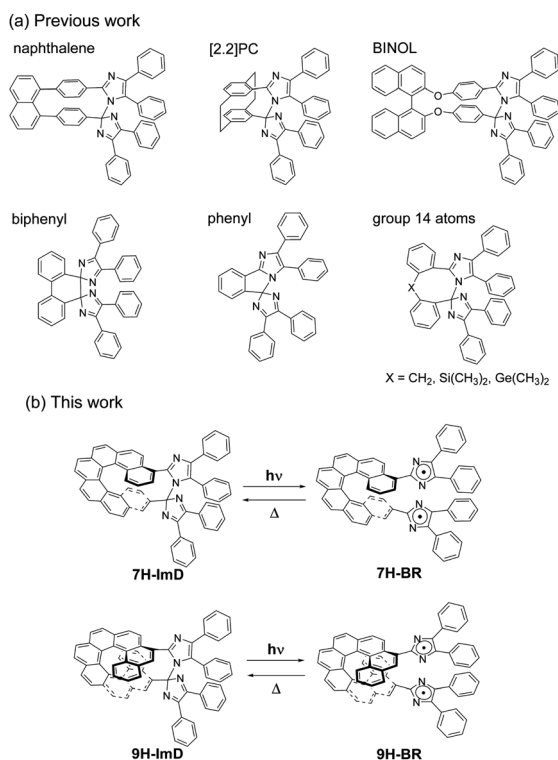 (a) Previous work
naphthalene
[2.2]PC
BINOL
N
N
N
N
N
N
N
N
O
O
N
N
N
N
biphenyl
phenyl
group 14 atoms
N
N
N
N
N
N
N
N
X
N
N
N
N
X = CH2, Si(CH3)2, Ge(CH3)2
(b) This work
N
N
N
N
hν
Δ
N
N
N
N
7H-ImD
7H-BR
N
N
N
N
hν
Δ
N
N
N
N
9H-ImD
9H-BR